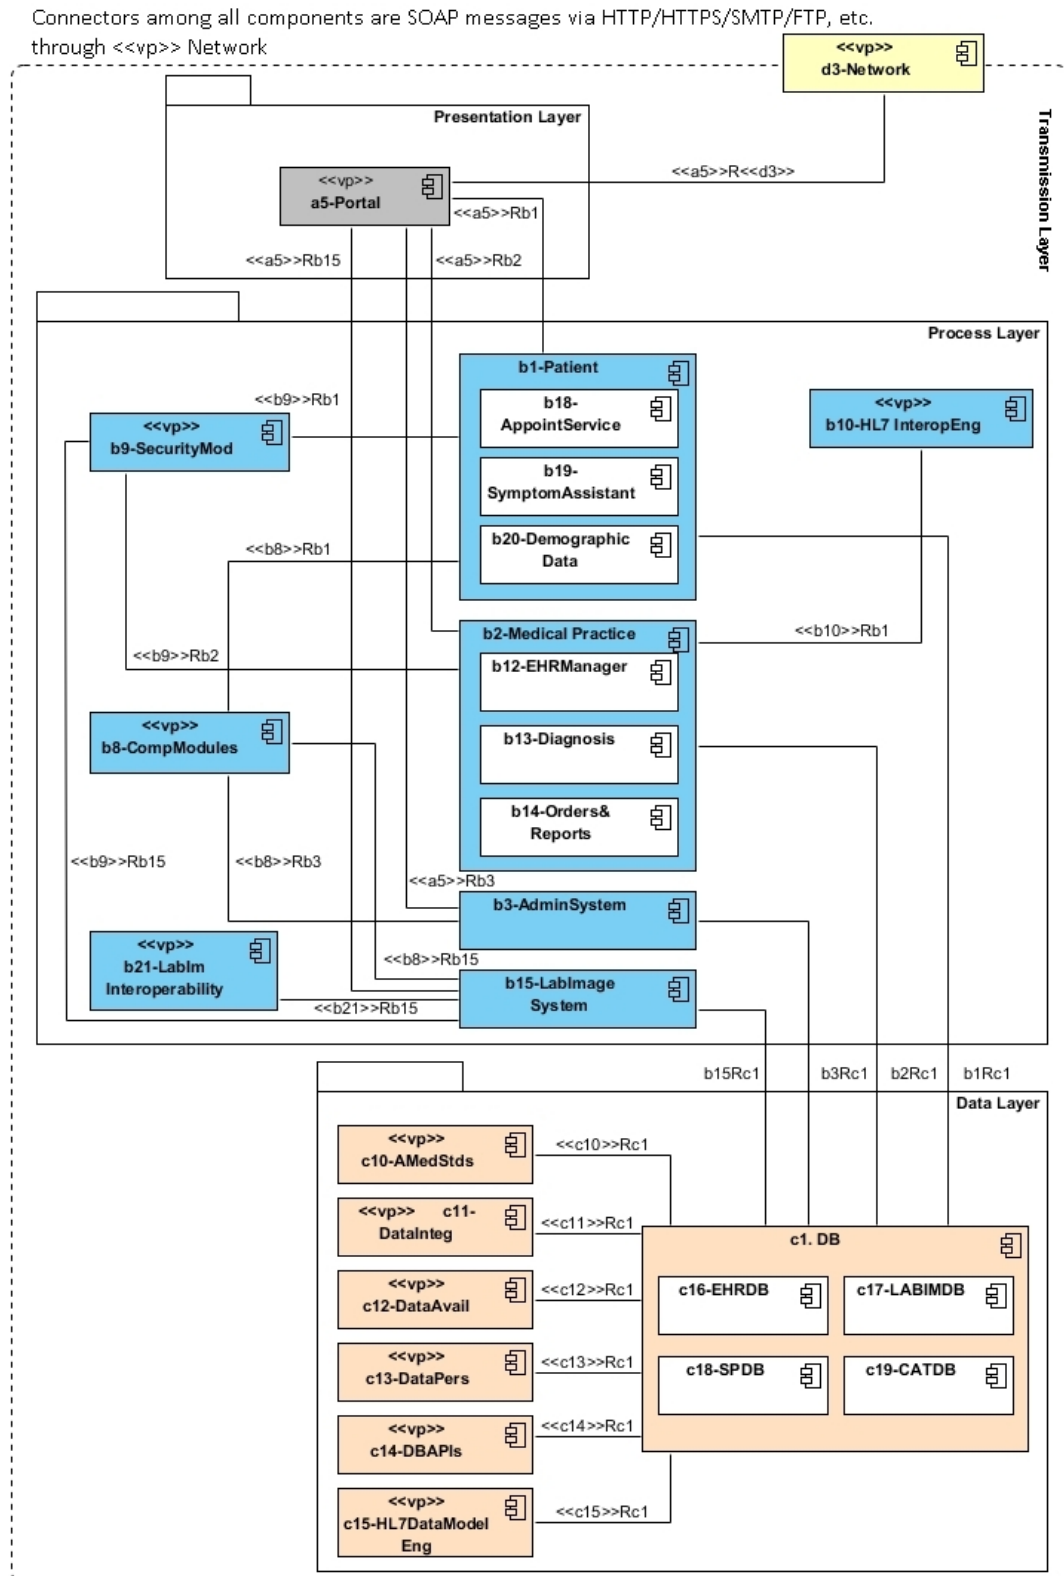 Connectors among all components are SOAP messages via HTTP/HTTPS/SMTP/FTP, etc.
through <<vp>> Network
<<vp>>
d3-Network
Transmission Layer
Presentation Layer
<<a5>>R<<d3>>
<<vp>>
a5-Portal
<<a5>>Rb1
<<a5>>Rb15
<<a5>>Rb2
Process Layer
b1-Patient
<<b9>>Rb1
b18-
AppointService
<<vp>>
b10-HL7 InteropEng
<<vp>>
b9-SecurityMod
b19-
SymptomAssistant
b20-Demographic
Data
<<b8>>Rb1
b2-Medical Practice
<<b10>>Rb1
<<b9>>Rb2
b12-EHRManager
<<vp>>
b8-CompModules
b13-Diagnosis
b14-Orders&
Reports
<<b9>>Rb15
<<b8>>Rb3
<<a5>>Rb3
b3-AdminSystem
<<vp>>
b21-LabIm
Interoperability
<<b8>>Rb15
b15-LabImage
System
<<b21>>Rb15
b15Rc1
b3Rc1
b2Rc1
b1Rc1
Data Layer
<<vp>>
c10-AMedStds
<<c10>>Rc1
<<vp>> c11-
DataInteg
<<c11>>Rc1
c1. DB
<<vp>>
c12-DataAvail
<<c12>>Rc1
c16-EHRDB
c17-LABIMDB
<<vp>>
c13-DataPers
<<c13>>Rc1
c18-SPDB
c19-CATDB
<<vp>>
c14-DBAPIs
<<c14>>Rc1
<<vp>>
c15-HL7DataModel
Eng
<<c15>>Rc1